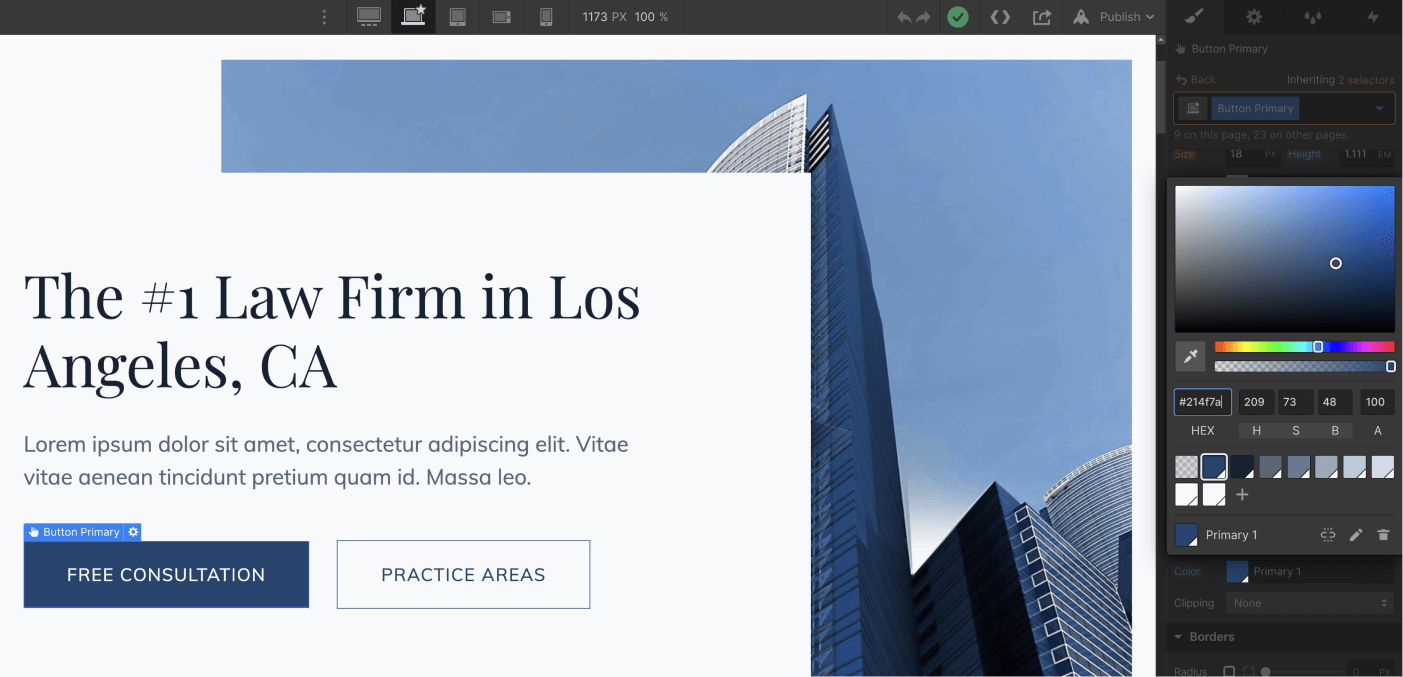 1173 PX 100 %
Publish
Button Primary
Back
Inheriting 2 selectors
Button Primary
9 on this page, 23 on other pages.
Size 18 PX Height 1.111 EM
The #1 Law Firm in Los
Angeles, CA
Lorem ipsum dolor sit amet, consectetur adipiscing elit. Vitae
vitae aenean tincidunt pretium quam id. Massa leo.
Button Primary
FREE CONSULTATION
PRACTICE AREAS
#214f7a 209 73 48 100
HEX H S B A
Primary 1
Color Primary 1
Clipping None
Borders
Radius 0 PX